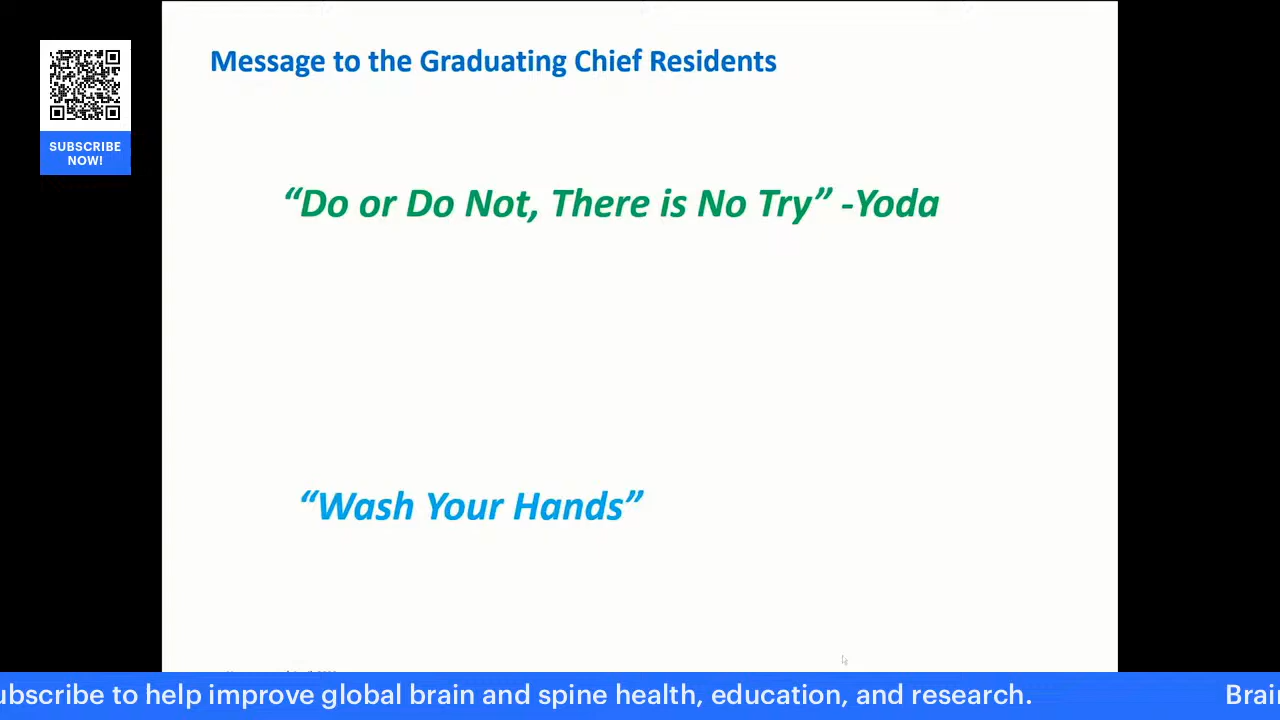 Message to the Graduating Chief Residents
SUBSCRIBE
NOW!
“Do or Do Not, There is No Try” -Yoda
“Wash Your Hands”
ubscribe to help improve global brain and spine health, education, and research.
Brain